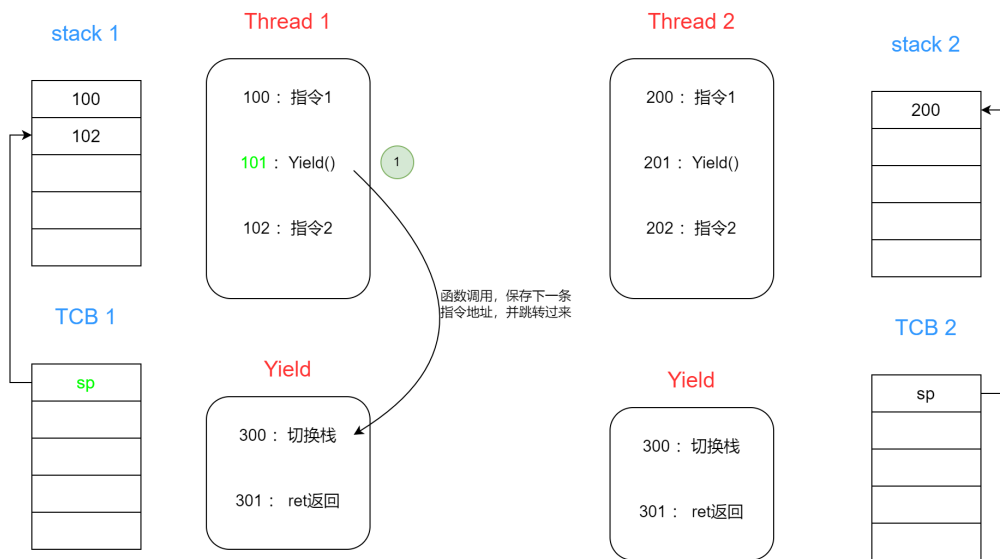 stack 1
100
102
TCB 1
sp
Thread 1
100 : 指令1
101 : Yield()
102 : 指令2
1
函数调用，保存下一条
指令地址，并跳转过来
Yield
300 : 切换栈
301 : ret返回
Thread 2
200 : 指令1
201 : Yield()
202 : 指令2
Yield
300 : 切换栈
301 : ret返回
stack 2
200
TCB 2
sp